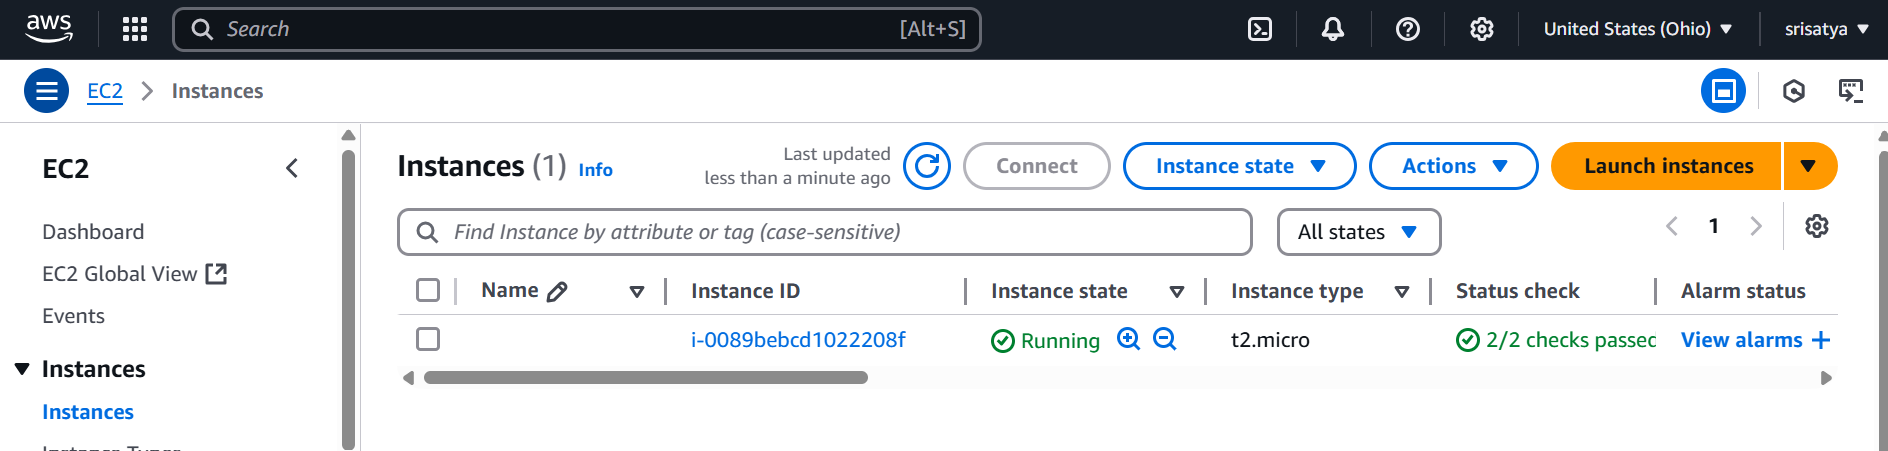 aws
Search [Alt+S]
United States (Ohio)
srisatya
EC2 > Instances
EC2
Dashboard
EC2 Global View
Events
Instances
Instances
Instance Types
Instances (1) Info
Last updated
less than a minute ago
Connect
Instance state
Actions
Launch instances
Find Instance by attribute or tag (case-sensitive)
All states
1
Name Instance ID Instance state Instance type Status check Alarm status
i-0089bebcd1022208f Running t2.micro 2/2 checks passed View alarms +